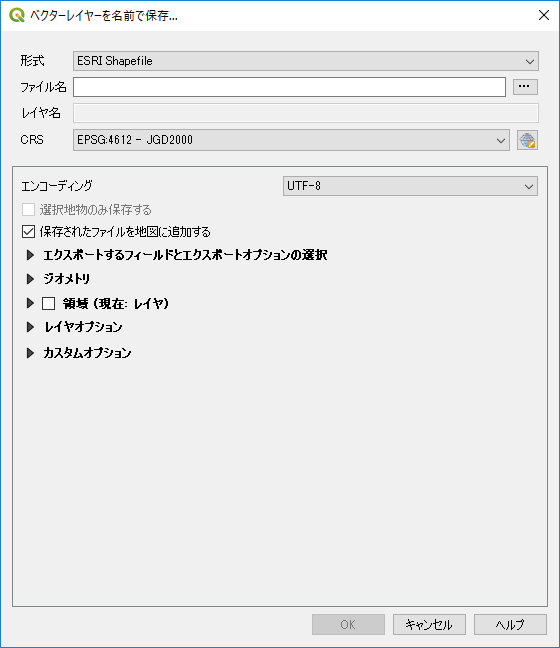 ベクターレイヤーを名前で保存...
形式 ESRI Shapefile
ファイル名 ...
レイヤ名
CRS EPSG:4612 - JGD2000
エンコーディング UTF-8
選択地物のみ保存する
保存されたファイルを地図に追加する
エクスポートするフィールドとエクスポートオプションの選択
ジオメトリ
領域 (現在: レイヤ)
レイヤオプション
カスタムオプション
OK キャンセル ヘルプ